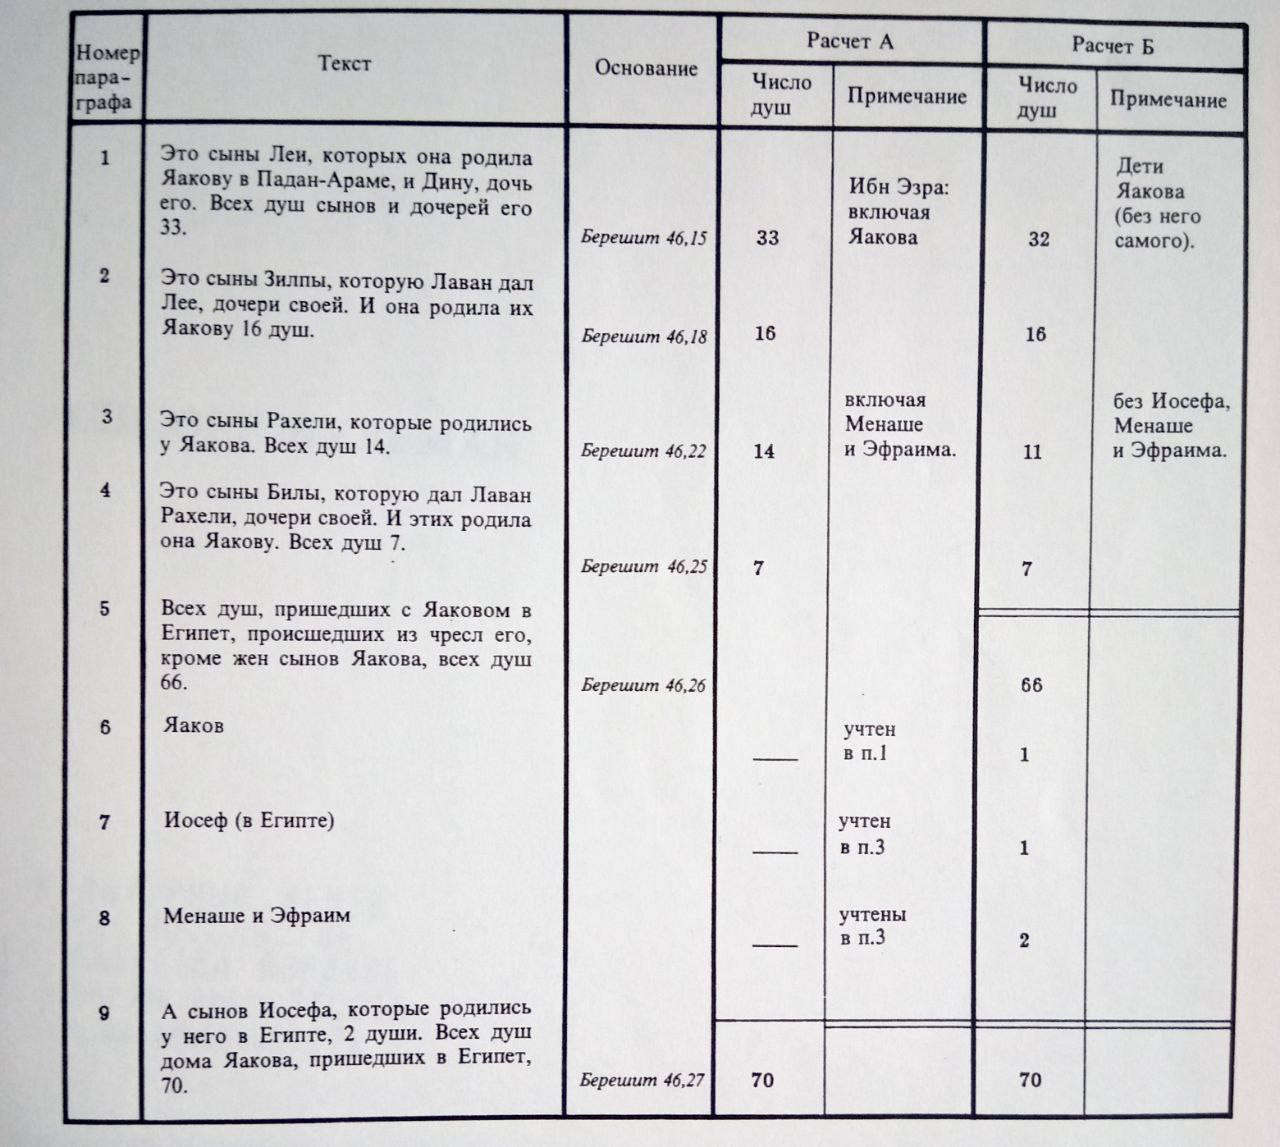 Номер
пара-
графа
Текст
Основание
Расчет А
Расчет Б
Число
душ
Примечание
Число
душ
Примечание
1
Это сыны Леи, которых она родила
Яакову в Падан-Араме, и Дину, дочь
его. Всех душ сынов и дочерей его
33.
Берешит 46,15
33
Ибн Эзра:
включая
Яакова
32
Дети
Яакова
(без него
самого).
2
Это сыны Зилпы, которую Лаван дал
Лее, дочери своей. И она родила их
Яакову 16 душ.
Берешит 46,18
16
16
3
Это сыны Рахели, которые родились
у Яакова. Всех душ 14.
Берешит 46,22
14
включая
Менаше
и Эфраима.
11
без Иосефа,
Менаше
и Эфраима.
4
Это сыны Билы, которую дал Лаван
Рахели, дочери своей. И этих родила
она Яакову. Всех душ 7.
Берешит 46,25
7
7
5
Всех душ, пришедших с Яаковом в
Египет, происшедших из чресл его,
кроме жен сынов Яакова, всех душ
66.
Берешит 46,26
66
6
Яаков
учтен
в п.1
1
7
Иосеф (в Египте)
учтен
в п.3
1
8
Менаше и Эфраим
учтены
в п.3
2
9
А сынов Иосефа, которые родились
у него в Египте, 2 души. Всех душ
дома Яакова, пришедших в Египет,
70.
Берешит 46,27
70
70